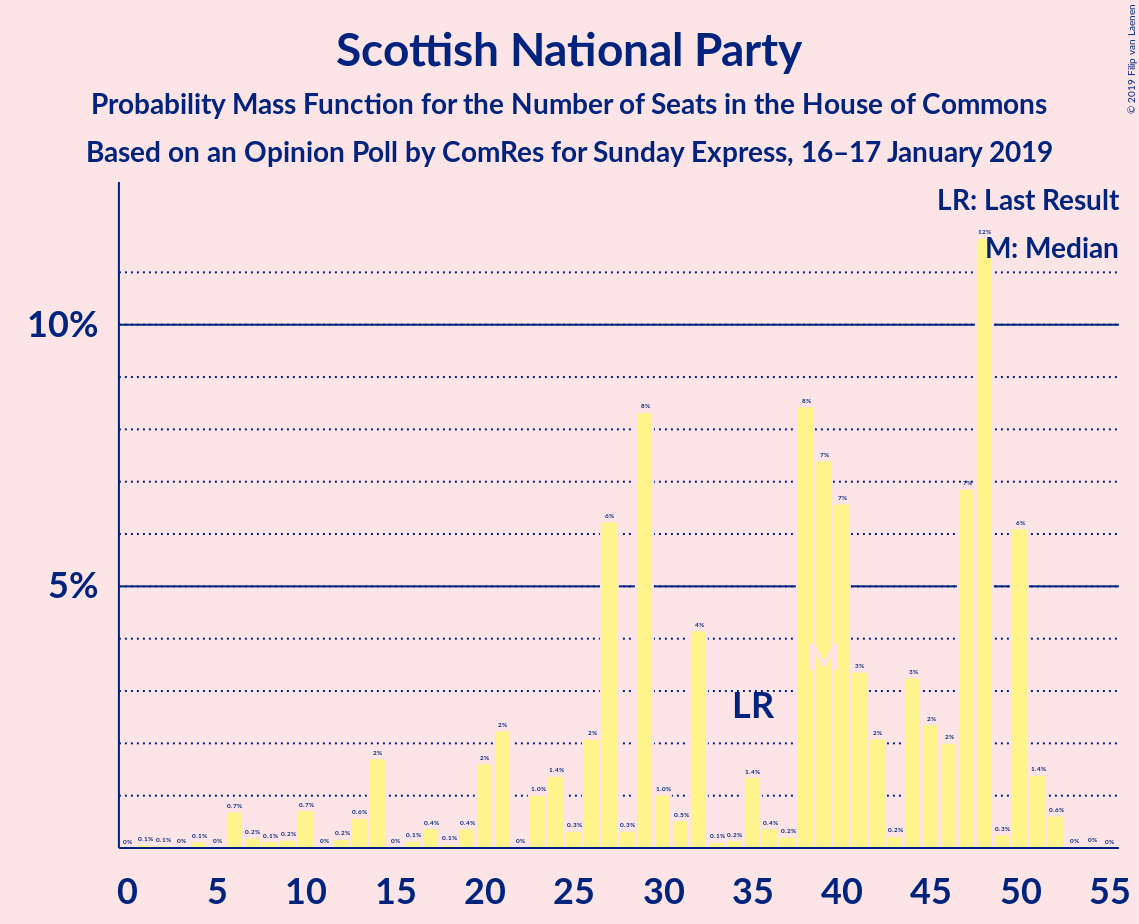 Scottish National Party
Probability Mass Function for the Number of Seats in the House of Commons
Based on an Opinion Poll by ComRes for Sunday Express, 16–17 January 2019
© 2019 Filip van Laenen
LR: Last Result
M: Median
10%
5%
0% 0.1% 0.1% 0% 0.1% 0% 0.7% 0.2% 0.1% 0.2% 0.7% 0% 0.2% 0.6% 2% 0% 0.1% 0.4% 0.1% 0.4% 2% 2% 0% 1.0% 1.4% 0.3% 2% 6% 0.3% 8% 1.0% 0.5% 4% 0.1% 0.2% 1.4% 0.4% 0.2% 8% 7% 7% 3% 2% 0.2% 3% 2% 2% 7% 12% 0.3% 6% 1.4% 0.6% 0% 0% 0%
M
LR
0 5 10 15 20 25 30 35 40 45 50 55